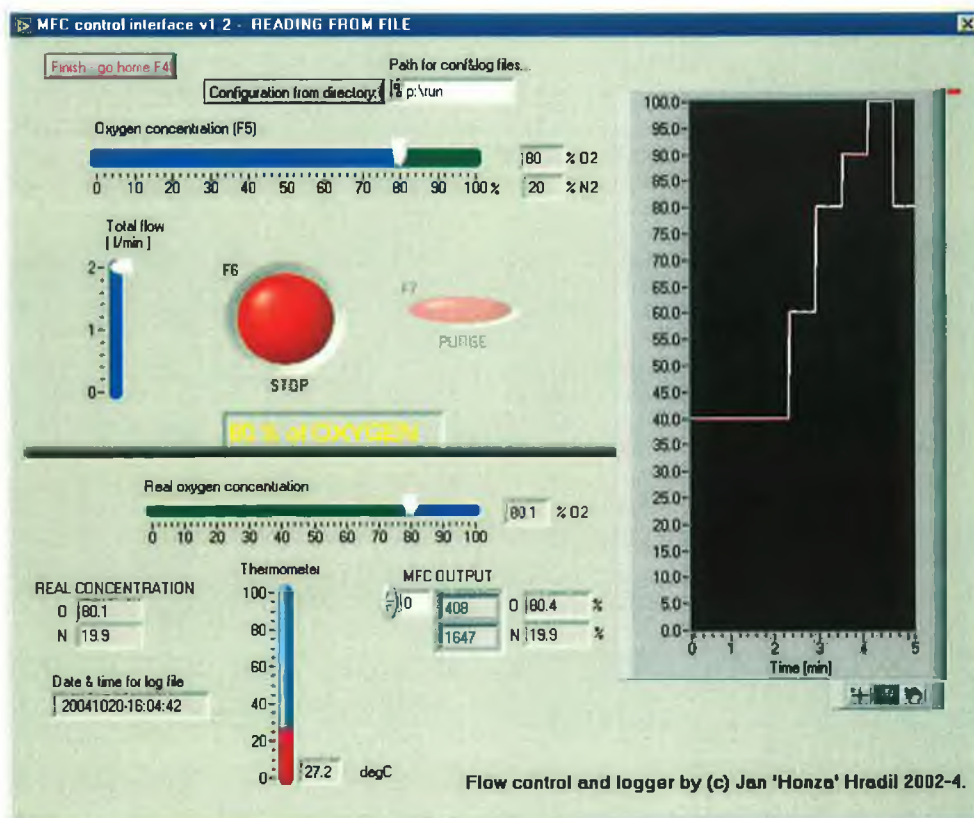 MFC control interface v1.2 - READING FROM FILE
Finish - go home F4
Path for conf&log files...
Configuration from directory:
p:\run
Oxygen concentration (F5)
80 % O2
0 10 20 30 40 50 60 70 80 90 100 %
20 % N2
Total flow
[ l/min ]
2
1
0
F6
STOP
F7
PURGE
80 % of OXYGEN
Real oxygen concentration
80.1 % O2
0 10 20 30 40 50 60 70 80 90 100
REAL CONCENTRATION
O 80.1
N 19.9
Date & time for log file
20041020-16:04:42
Thermometer
100
80
60
40
20
0
27.2 degC
MFC OUTPUT
0
408 O 80.4 %
1647 N 19.9 %
100.0
95.0
90.0
85.0
80.0
75.0
70.0
65.0
60.0
55.0
50.0
45.0
40.0
35.0
30.0
25.0
20.0
15.0
10.0
5.0
0.0
0 1 2 3 4 5
Time [min]
Flow control and logger by (c) Jan 'Honza' Hradil 2002-4.